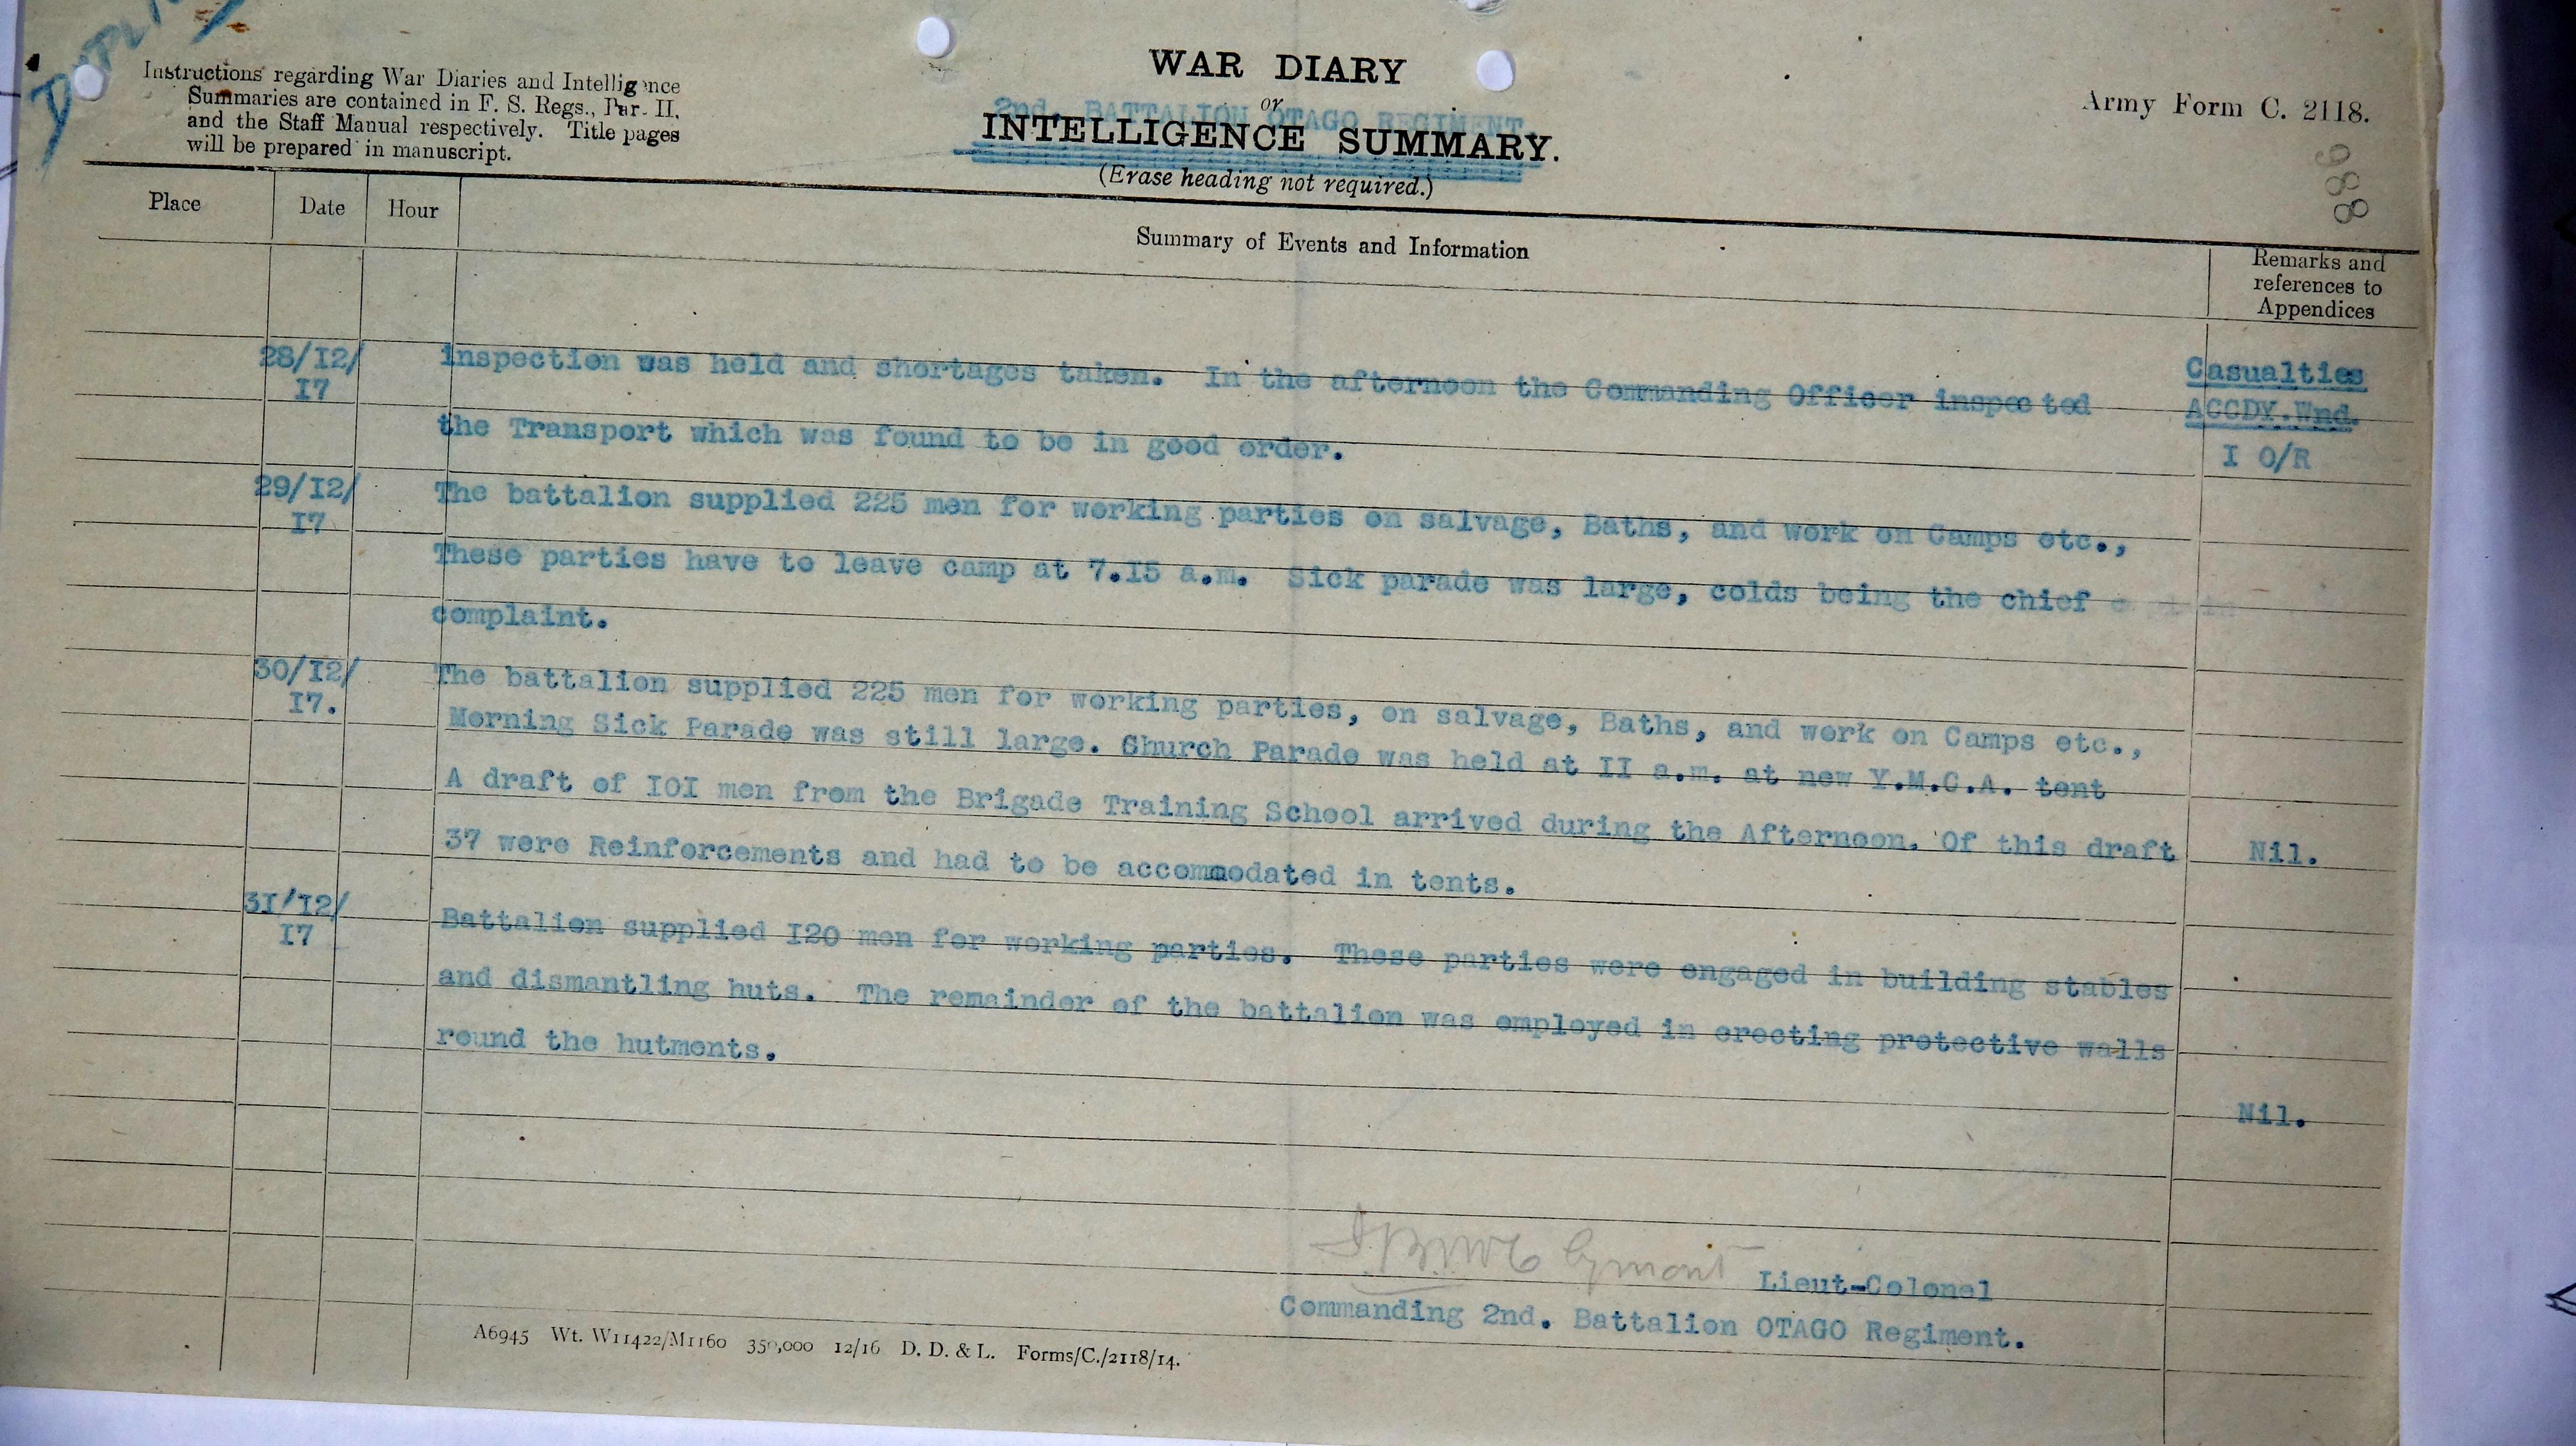 Instructions regarding War Diaries and Intelligence
Summaries are contained in F. S. Regs., Par. II.
and the Staff Manual respectively. Title pages
will be prepared in manuscript.
WAR DIARY
or
2nd. BATTALION OTAGO REGIMENT.
INTELLIGENCE SUMMARY.
(Erase heading not required.)
Army Form C. 2118.
986
Place
Date
Hour
Summary of Events and Information
Remarks and
references to
Appendices
28/I2/
I7
inspection was held and shortages taken. In the afternoon the Commanding Officer inspected
the Transport which was found to be in good order.
Casualties
ACCDY.Wnd.
I O/R
29/I2/
I7
The battalion supplied 225 men for working parties on salvage, Baths, and work on Camps etc.,
These parties have to leave camp at 7.I5 a.m. Sick parade was large, colds being the chief
complaint.
30/I2/
I7.
The battalion supplied 225 men for working parties, on salvage, Baths, and work on Camps etc.,
Morning Sick Parade was still large. Church Parade was held at II a.m. at new Y.M.C.A. tent
A draft of IOI men from the Brigade Training School arrived during the Afternoon. Of this draft
37 were Reinforcements and had to be accommodated in tents.
Nil.
3I/I2/
I7
Battalion supplied I20 men for working parties. These parties were engaged in building stables
and dismantling huts. The remainder of the battalion was employed in erecting protective walls
round the hutments.
Nil.
Lieut-Colonel
Commanding 2nd. Battalion OTAGO Regiment.
A6945 Wt. W11422/M1160 350,000 12/16 D. D. & L. Forms/C./2118/14.